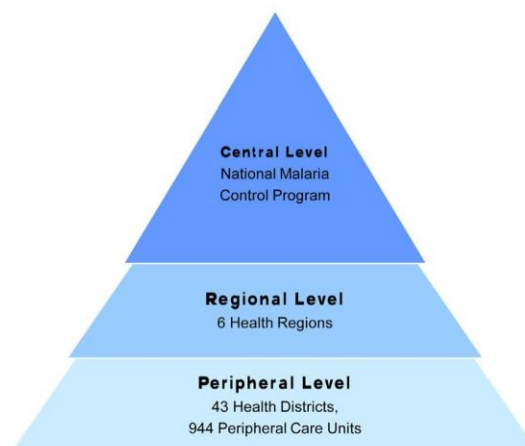 Central Level
National Malaria
Control Program
Regional Level
6 Health Regions
Peripheral Level
43 Health Districts,
944 Peripheral Care Units